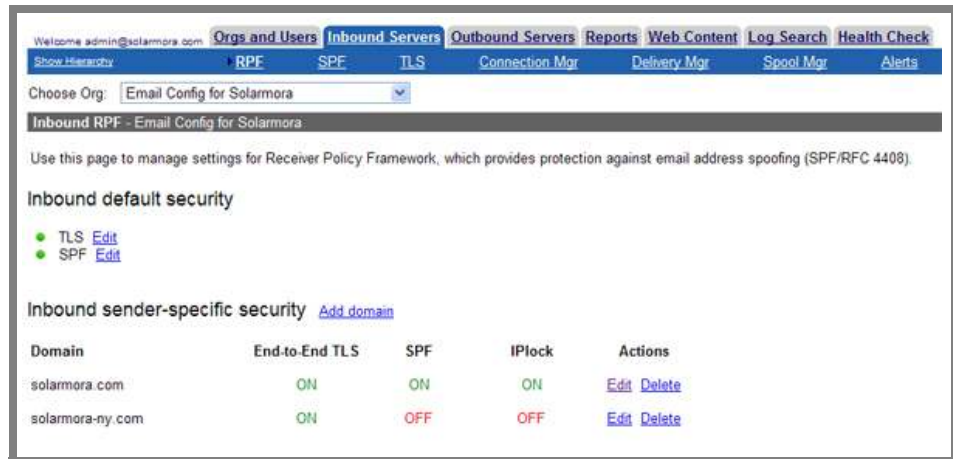 Welcome admin@solarmora.com Orgs and Users Inbound Servers Outbound Servers Reports Web Content Log Search Health Check
Show Hierarchy RPF SPF TLS Connection Mgr Delivery Mgr Spool Mgr Alerts
Choose Org: Email Config for Solarmora
Inbound RPF - Email Config for Solarmora
Use this page to manage settings for Receiver Policy Framework, which provides protection against email address spoofing (SPF/RFC 4408).
Inbound default security
TLS Edit
SPF Edit
Inbound sender-specific security Add domain
Domain End-to-End TLS SPF IPlock Actions
solarmora.com ON ON ON Edit Delete
solarmora-ny.com ON OFF OFF Edit Delete